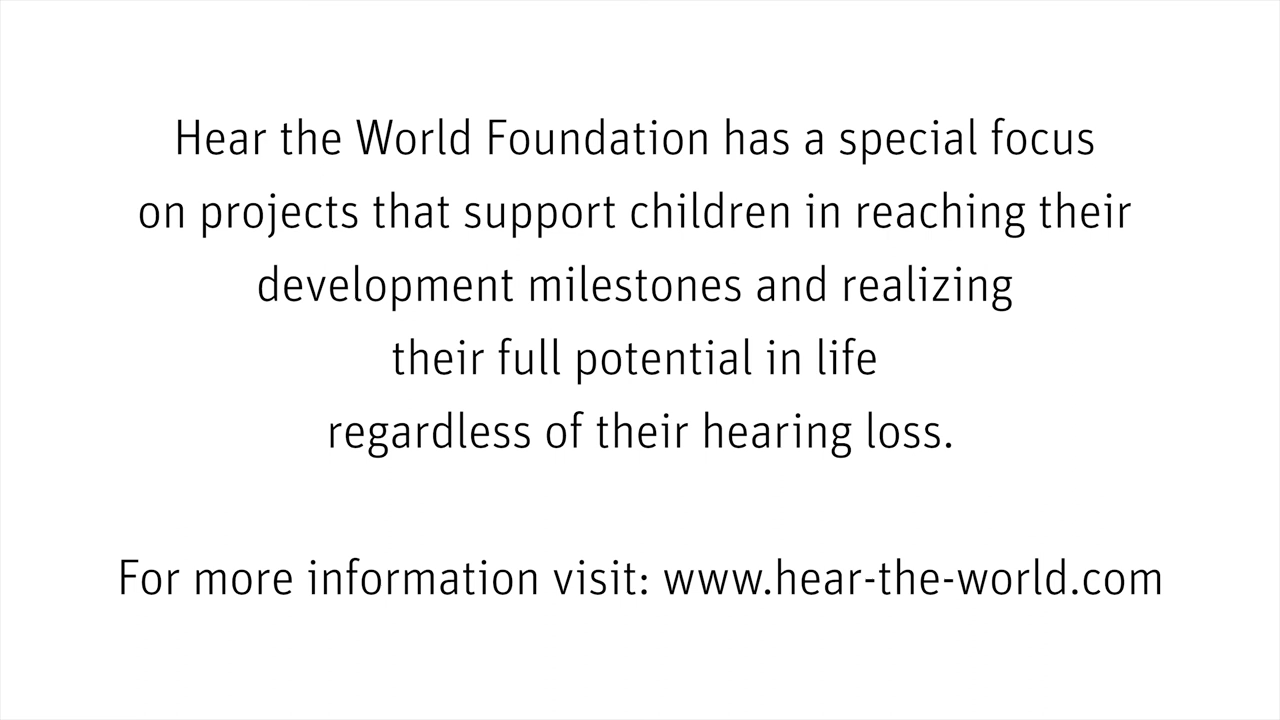 Hear the World Foundation has a special focus
on projects that support children in reaching their
development milestones and realizing
their full potential in life
regardless of their hearing loss.
For more information visit: www.hear-the-world.com